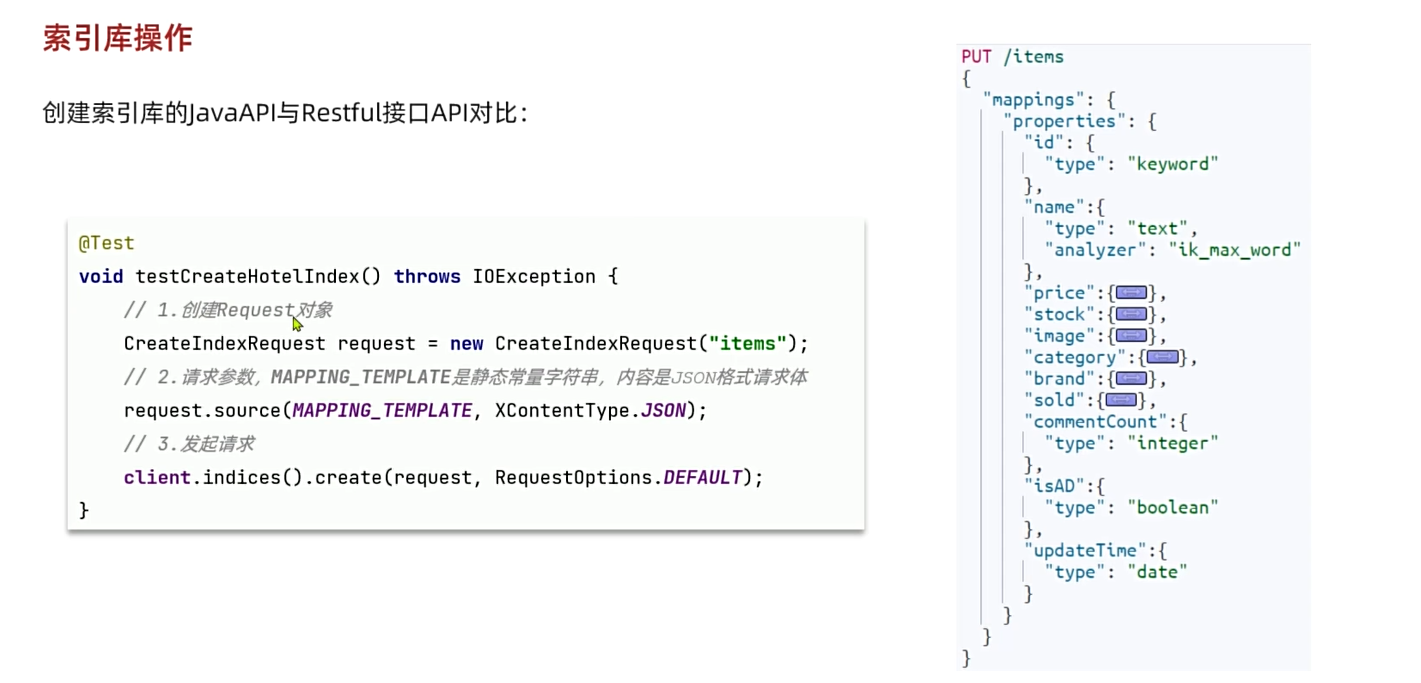 索引库操作
创建索引库的JavaAPI与Restful接口API对比：
@Test
void testCreateHotelIndex() throws IOException {
// 1.创建Request对象
CreateIndexRequest request = new CreateIndexRequest("items");
// 2.请求参数，MAPPING_TEMPLATE是静态常量字符串，内容是JSON格式请求体
request.source(MAPPING_TEMPLATE, XContentType.JSON);
// 3.发起请求
client.indices().create(request, RequestOptions.DEFAULT);
}
PUT /items
{
"mappings": {
"properties": {
"id": {
"type": "keyword"
},
"name":{
"type": "text",
"analyzer": "ik_max_word"
},
"price":{},
"stock":{},
"image":{},
"category":{},
"brand":{},
"sold":{},
"commentCount":{
"type": "integer"
},
"isAD":{
"type": "boolean"
},
"updateTime":{
"type": "date"
}
}
}
}